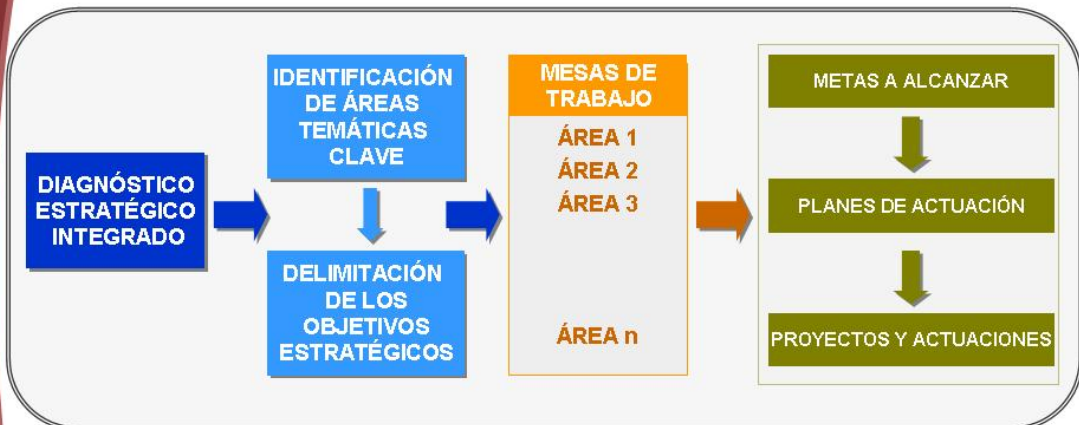 DIAGNÓSTICO
ESTRATÉGICO
INTEGRADO
IDENTIFICACIÓN
DE ÁREAS
TEMÁTICAS
CLAVE
DELIMITACIÓN
DE LOS
OBJETIVOS
ESTRATÉGICOS
MESAS DE
TRABAJO
ÁREA 1
ÁREA 2
ÁREA 3
ÁREA n
METAS A ALCANZAR
PLANES DE ACTUACIÓN
PROYECTOS Y ACTUACIONES